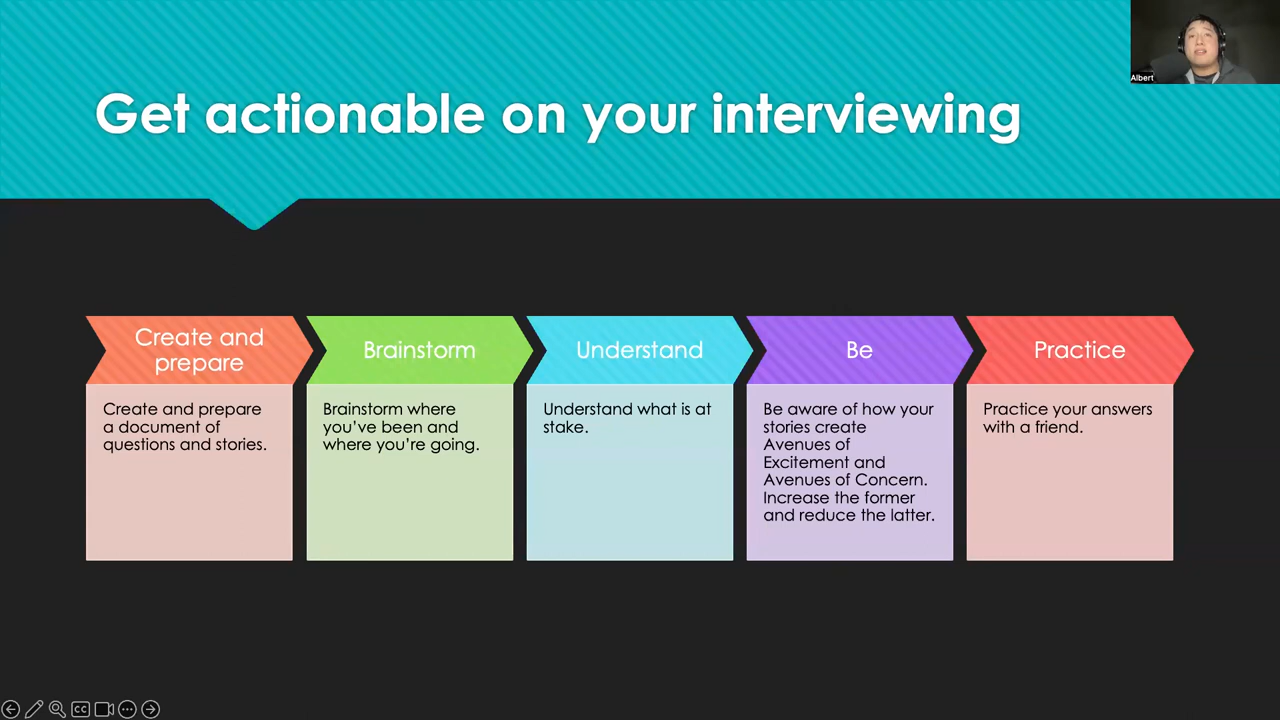 Albert
Get actionable on your interviewing
Create and
prepare
Create and prepare
a document of
questions and stories.
Brainstorm
Brainstorm where
you’ve been and
where you’re going.
Understand
Understand what is at
stake.
Be
Be aware of how your
stories create
Avenues of
Excitement and
Avenues of Concern.
Increase the former
and reduce the latter.
Practice
Practice your answers
with a friend.
CC